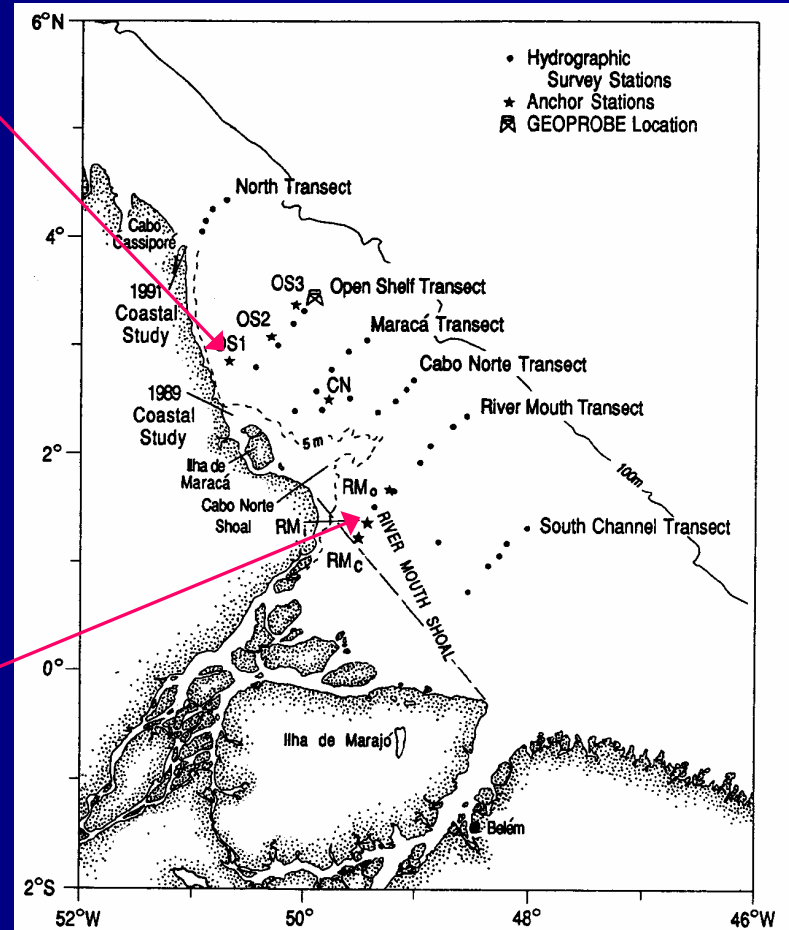 6°N
• Hydrographic
Survey Stations
★ Anchor Stations
GEOPROBE Location
North Transect
Cabo
Cassiporé
4°
1991
Coastal
Study
OS3
Open Shelf Transect
OS2
Maracá Transect
OS1
Cabo Norte Transect
CN
1989
Coastal
Study
River Mouth Transect
2°
5 m
Ilha de
Maracá
100m
Cabo Norte
Shoal
RMo
RMi
South Channel Transect
RMC
RIVER MOUTH SHOAL
0°
Ilha de Marajó
Belém
2°S
52°W
50°
48°
46°W